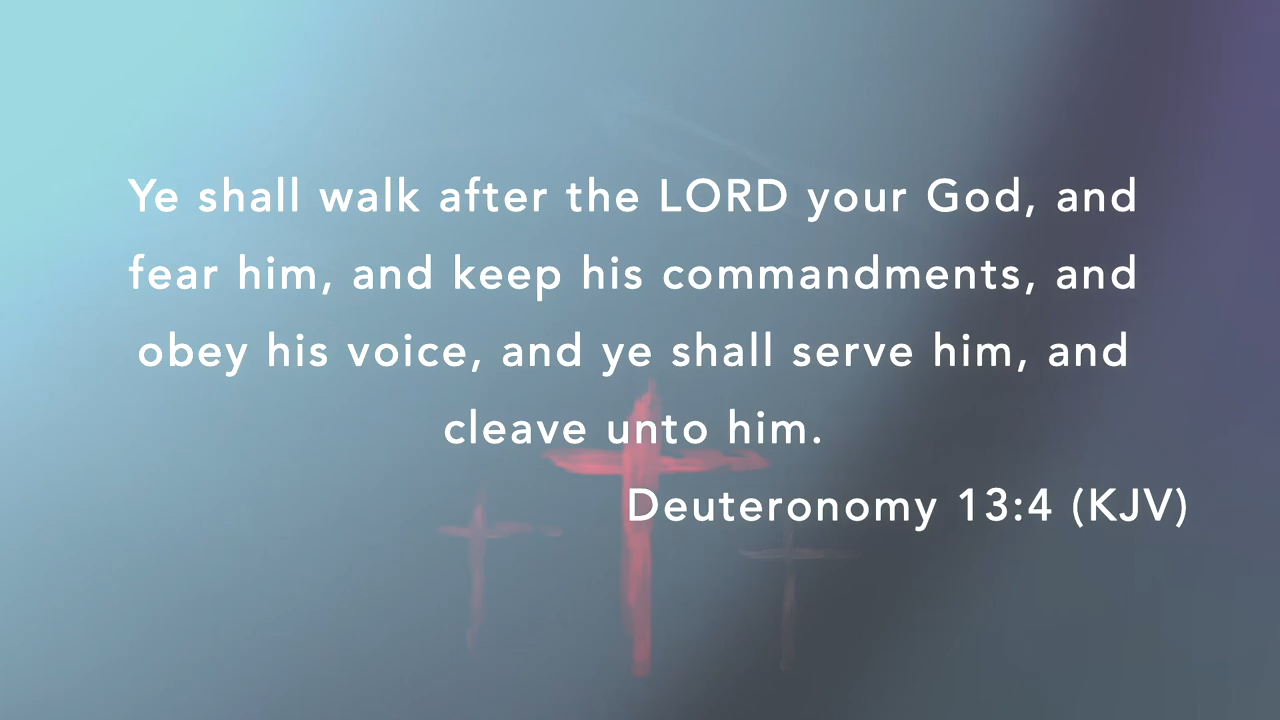 Ye shall walk after the LORD your God, and
fear him, and keep his commandments, and
obey his voice, and ye shall serve him, and
cleave unto him.
Deuteronomy 13:4 (KJV)